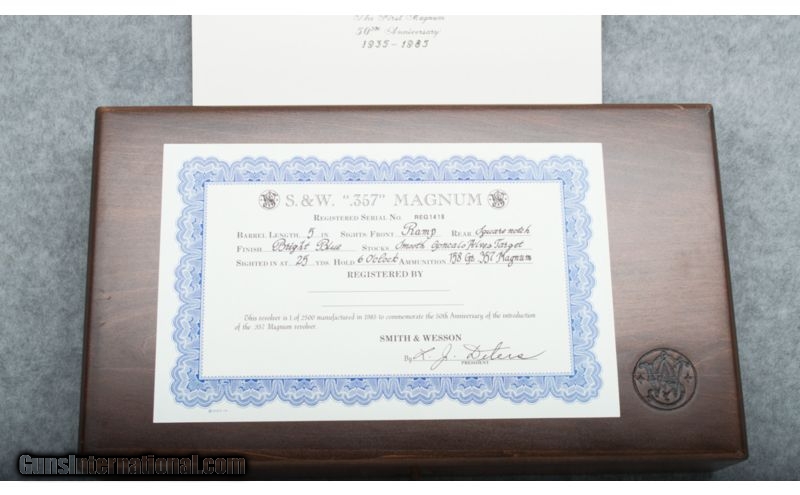 The First Magnum
50th Anniversary
1935-1985
S.&W. ".357" MAGNUM
REGISTERED SERIAL NO. REG1418
BARREL LENGTH 5 IN SIGHTS FRONT Ramp REAR Square notch
FINISH Bright Blue STOCKS Smooth Goncalo Alves Target
SIGHTED IN AT 25 YDS. HOLD 6 O'Clock AMMUNITION 158 Gr. 357 Magnum
REGISTERED BY
This revolver is 1 of 2500 manufactured in 1985 to commemorate the 50th Anniversary of the introduction
of the .357 Magnum revolver.
SMITH & WESSON
By L. J. Deters
PRESIDENT
GunsInternational.com